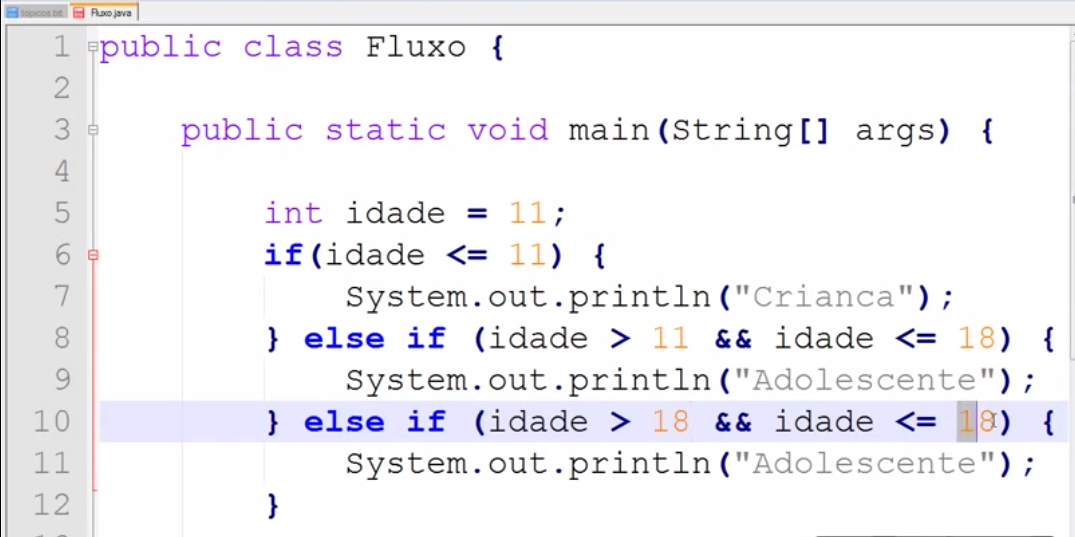 topicos.txt Fluxo.java
1 public class Fluxo {
2
3 public static void main(String[] args) {
4
5 int idade = 11;
6 if(idade <= 11) {
7 System.out.println("Crianca");
8 } else if (idade > 11 && idade <= 18) {
9 System.out.println("Adolescente");
10 } else if (idade > 18 && idade <= 18) {
11 System.out.println("Adolescente");
12 }